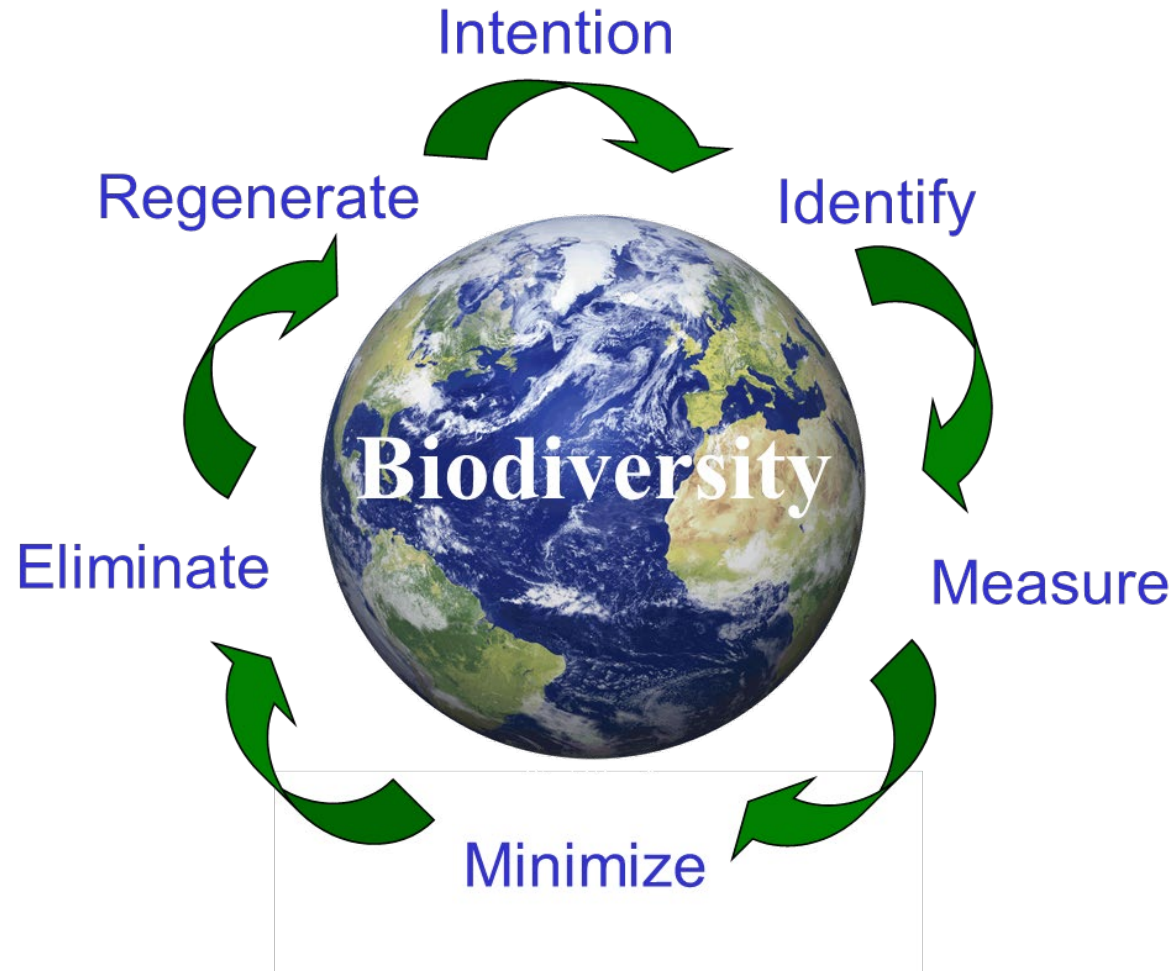 Intention
Regenerate
Identify
Biodiversity
Eliminate
Measure
Minimize